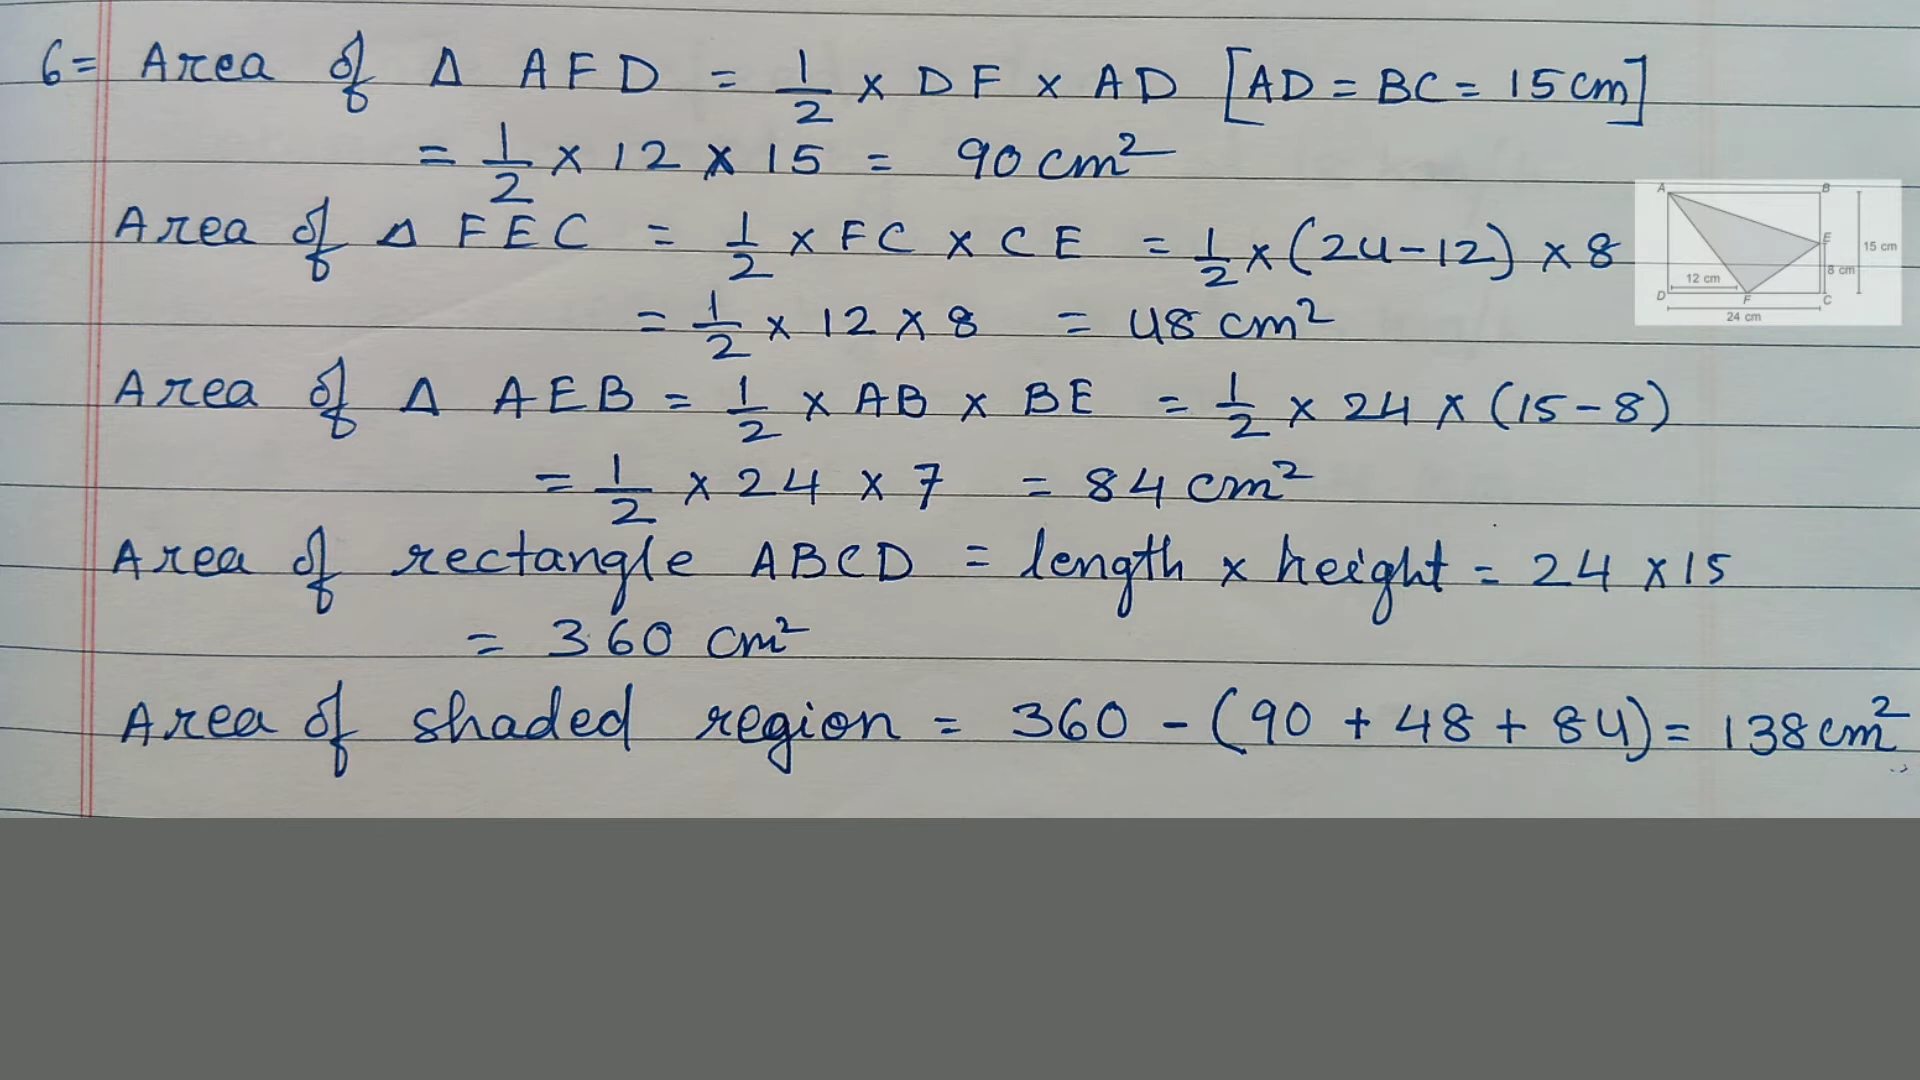 6= Area of Δ AFD = 1/2 × DF × AD [AD = BC = 15 cm]
= 1/2 × 12 × 15 = 90 cm²
Area of Δ FEC = 1/2 × FC × CE = 1/2 × (24-12) × 8
= 1/2 × 12 × 8 = 48 cm²
Area of Δ AEB = 1/2 × AB × BE = 1/2 × 24 × (15-8)
= 1/2 × 24 × 7 = 84 cm²
Area of rectangle ABCD = length × height = 24 × 15
= 360 cm²
Area of shaded region = 360 - (90 + 48 + 84) = 138 cm²
A B
E 15 cm
8 cm
12 cm
D F C
24 cm